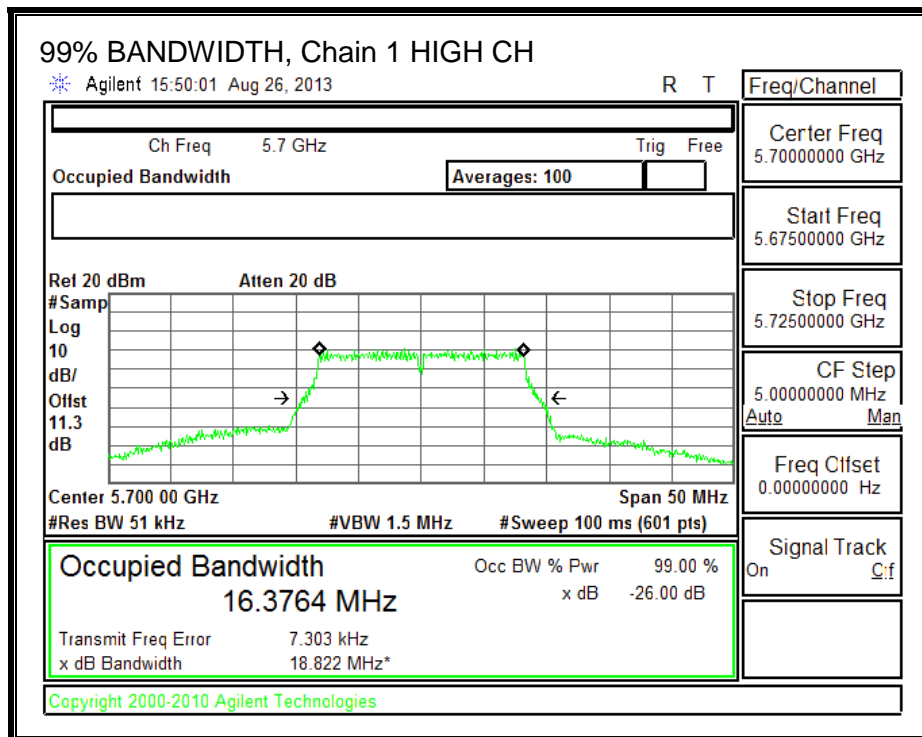 99% BANDWIDTH, Chain 1 HIGH CH
Agilent 15:50:01 Aug 26, 2013 R T
Freq/Channel
Ch Freq 5.7 GHz Trig Free
Occupied Bandwidth Averages: 100
Center Freq
5.70000000 GHz
Start Freq
5.67500000 GHz
Stop Freq
5.72500000 GHz
CF Step
5.00000000 MHz
Auto Man
Freq Offset
0.00000000 Hz
Signal Track
On Off
Ref 20 dBm Atten 20 dB
#Samp
Log
10
dB/
Offst
11.3
dB
Center 5.700 00 GHz Span 50 MHz
#Res BW 51 kHz #VBW 1.5 MHz #Sweep 100 ms (601 pts)
Occupied Bandwidth Occ BW % Pwr 99.00 %
16.3764 MHz x dB -26.00 dB
Transmit Freq Error 7.303 kHz
x dB Bandwidth 18.822 MHz*
Copyright 2000-2010 Agilent Technologies